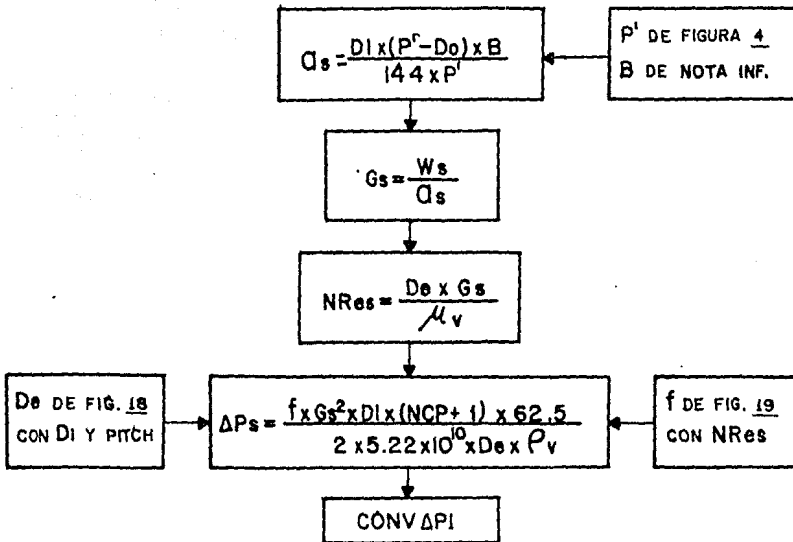 as = DI x (P' - Do) x B / 144 x P'
P' DE FIGURA 4
B DE NOTA INF.
Gs = Ws / as
NRes = De x Gs / μv
De DE FIG. 18
CON DI Y PITCH
ΔPs = f x Gs² x DI x (NCP + 1) x 62.5 / 2 x 5.22 x 10¹⁰ x De x ρv
f DE FIG. 19
CON NRes
CONV ΔPI